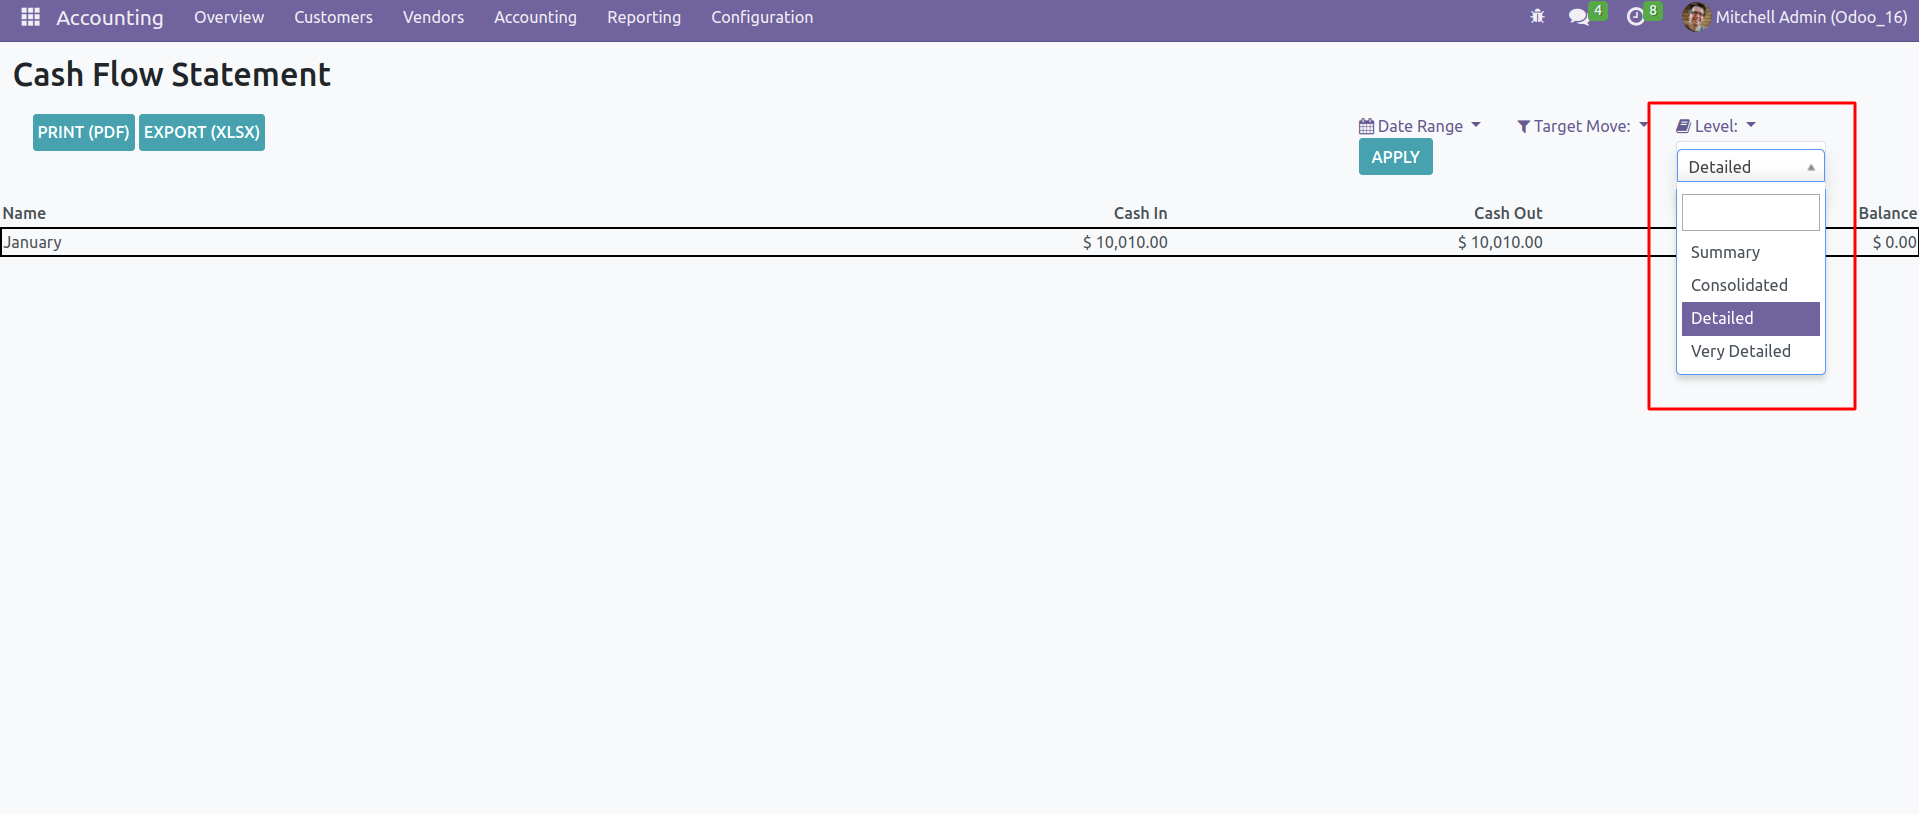 Accounting Overview Customers Vendors Accounting Reporting Configuration 4 8 Mitchell Admin (Odoo_16)
Cash Flow Statement
PRINT (PDF) EXPORT (XLSX) Date Range Target Move: Level:
APPLY
Detailed
Name Cash In Cash Out Balance
January $ 10,010.00 $ 10,010.00 $ 0.00
Summary
Consolidated
Detailed
Very Detailed